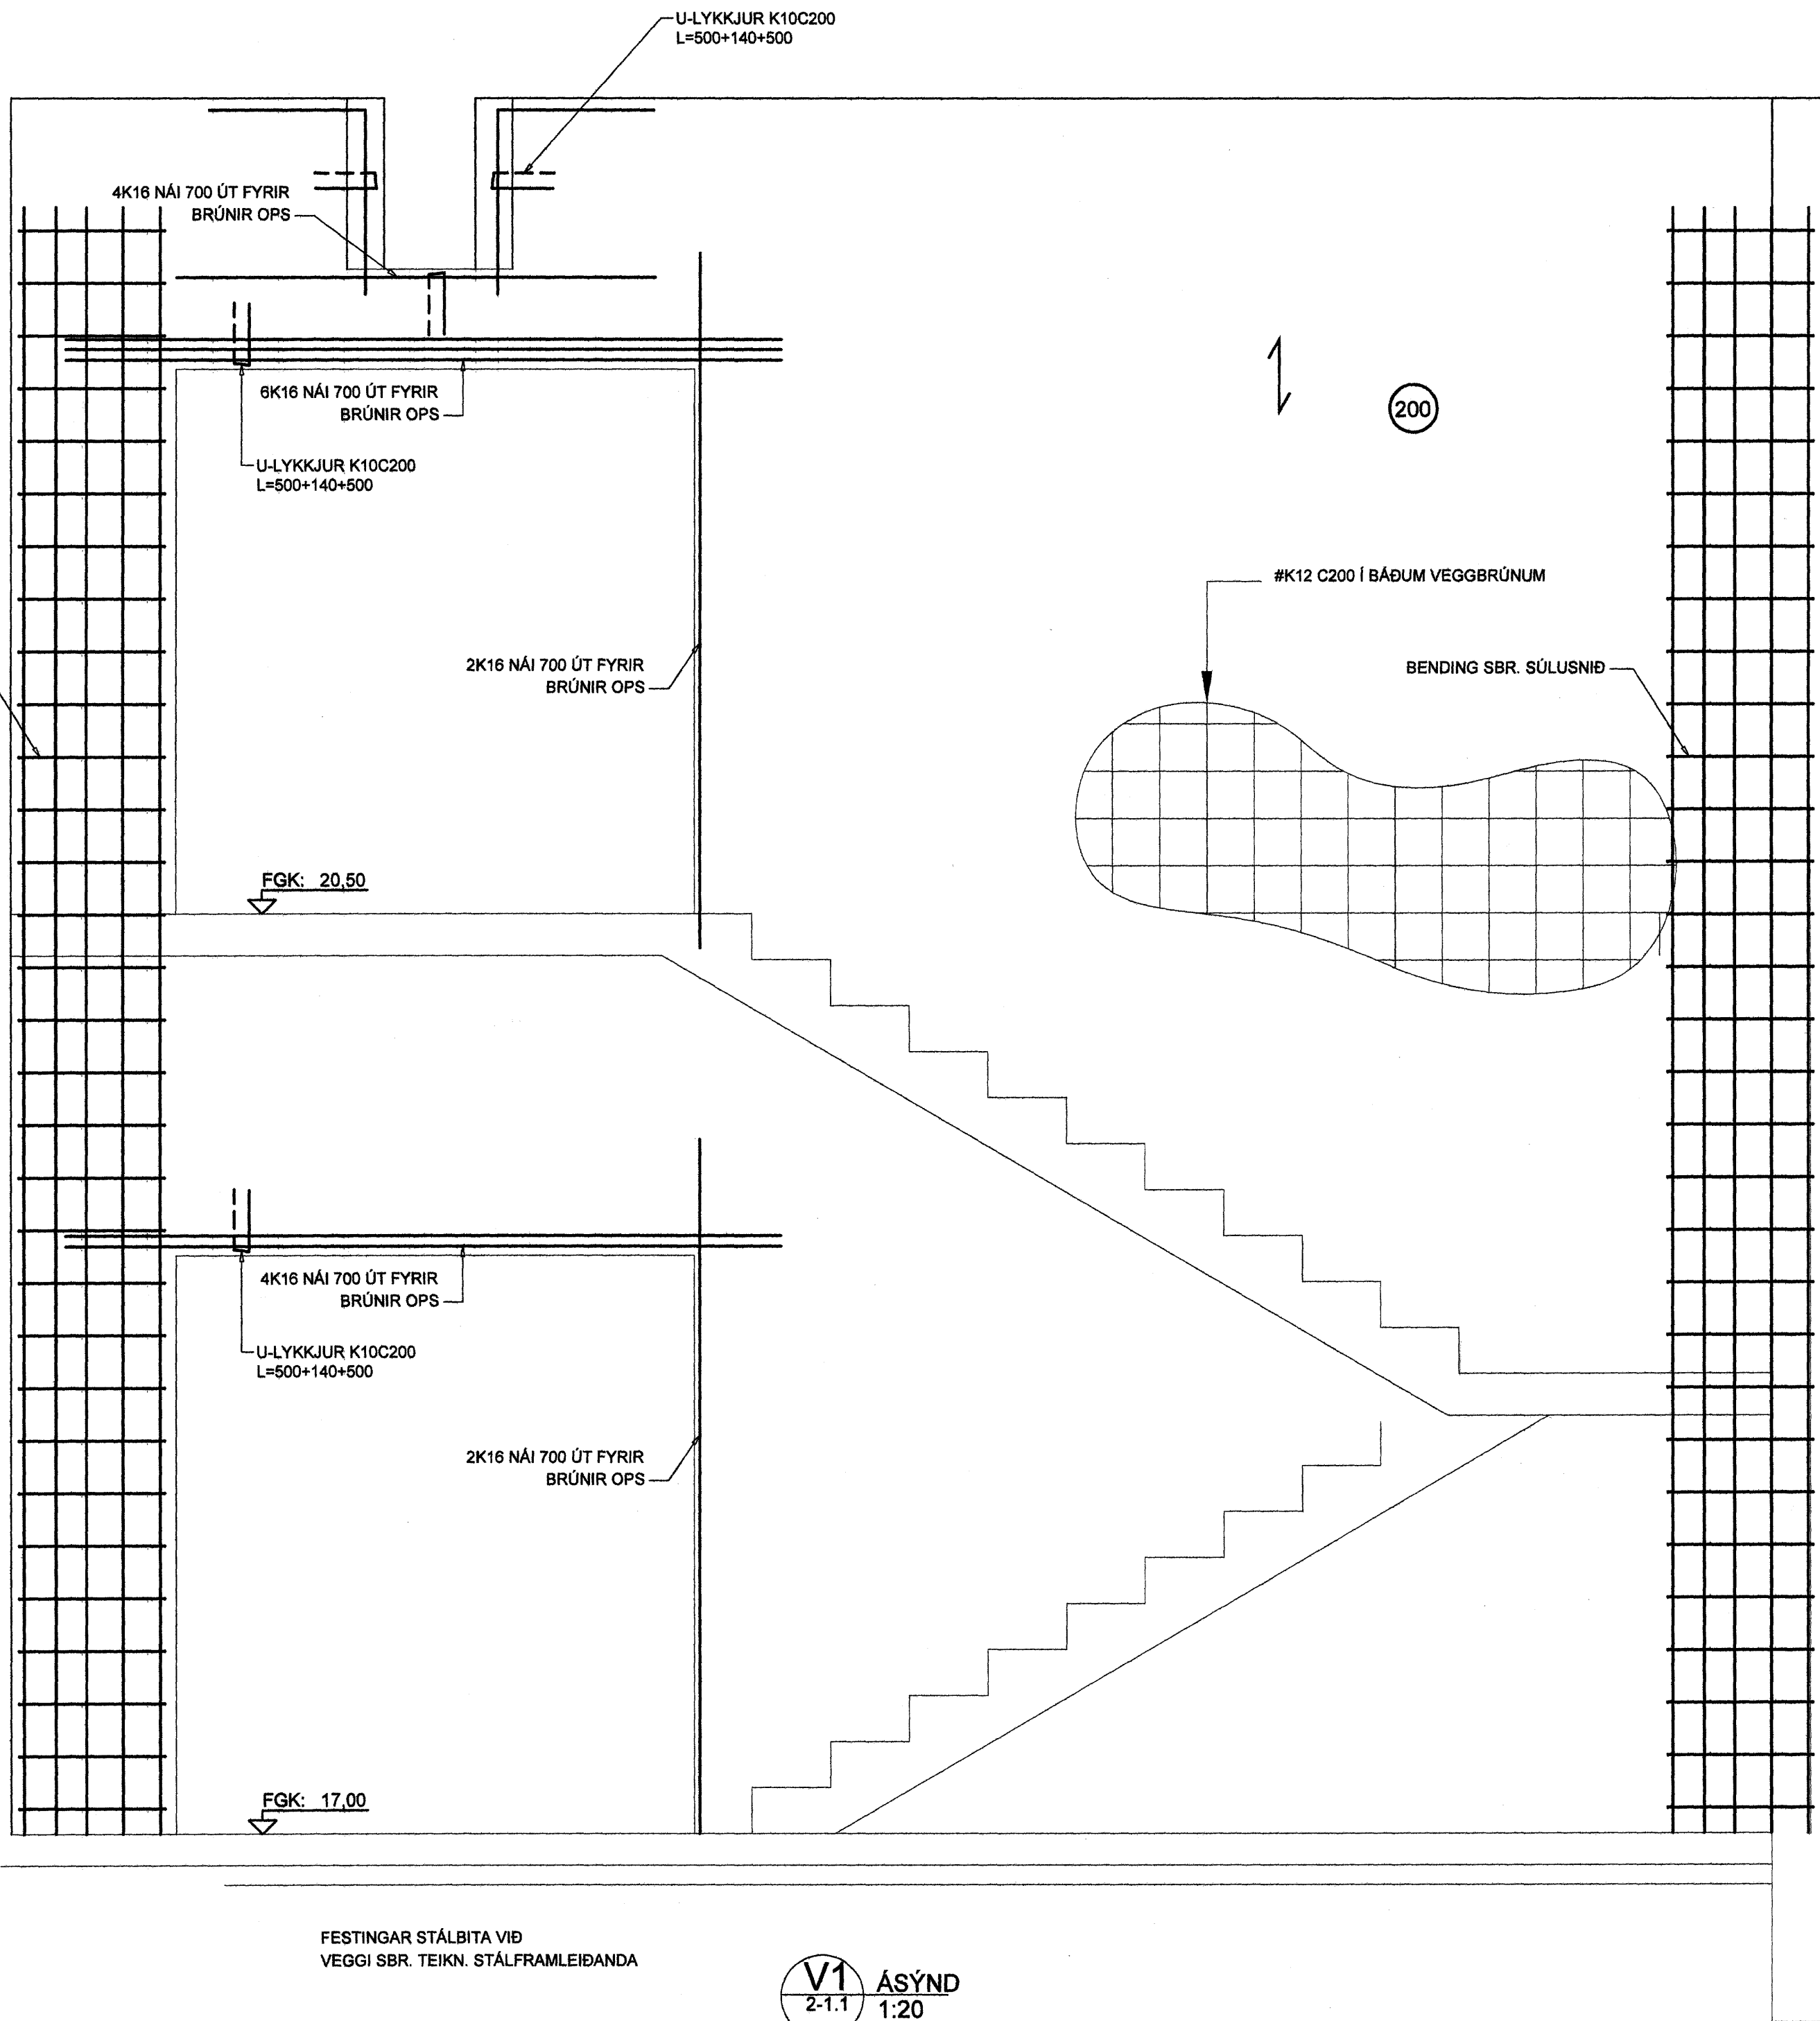 U-LYKKJUR K10C200
L=500+140+500
4K16 NÁI 700 ÚT FYRIR
BRÚNIR OPS
6K16 NÁI 700 ÚT FYRIR
BRÚNIR OPS
200
U-LYKKJUR K10C200
L=500+140+500
#K12 C200 Í BÁÐUM VEGGBRÚNUM
2K16 NÁI 700 ÚT FYRIR
BRÚNIR OPS
BENDING SBR. SÚLUSNIÐ
FGK: 20,50
4K16 NÁI 700 ÚT FYRIR
BRÚNIR OPS
U-LYKKJUR K10C200
L=500+140+500
2K16 NÁI 700 ÚT FYRIR
BRÚNIR OPS
FGK: 17,00
FESTINGAR STÁLBITA VIÐ
VEGGI SBR. TEIKN. STÁLFRAMLEIÐANDA
V1 ÁSÝND
2-1.1 1:20